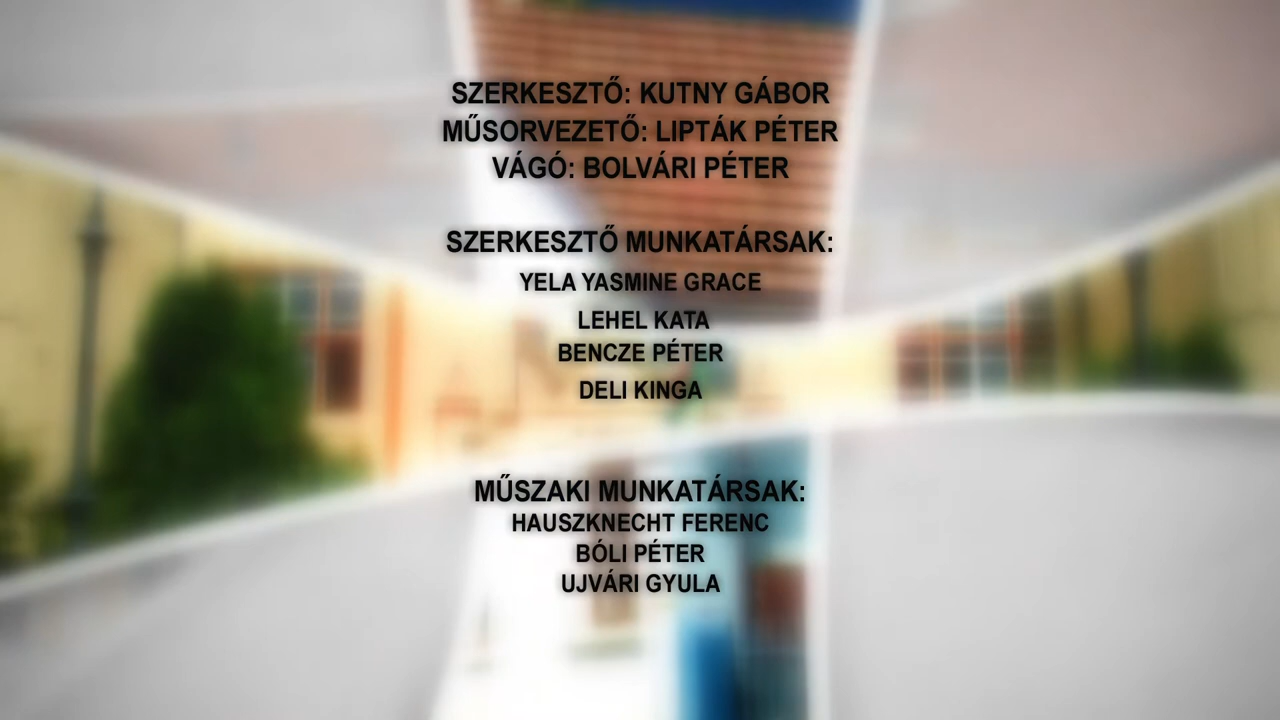 SZERKESZTŐ: KUTNY GÁBOR
MŰSORVEZETŐ: LIPTÁK PÉTER
VÁGÓ: BOLVÁRI PÉTER
SZERKESZTŐ MUNKATÁRSAK:
YELA YASMINE GRACE
LEHEL KATA
BENCZE PÉTER
DELI KINGA
MŰSZAKI MUNKATÁRSAK:
HAUSZKNECHT FERENC
BÓLI PÉTER
UJVÁRI GYULA